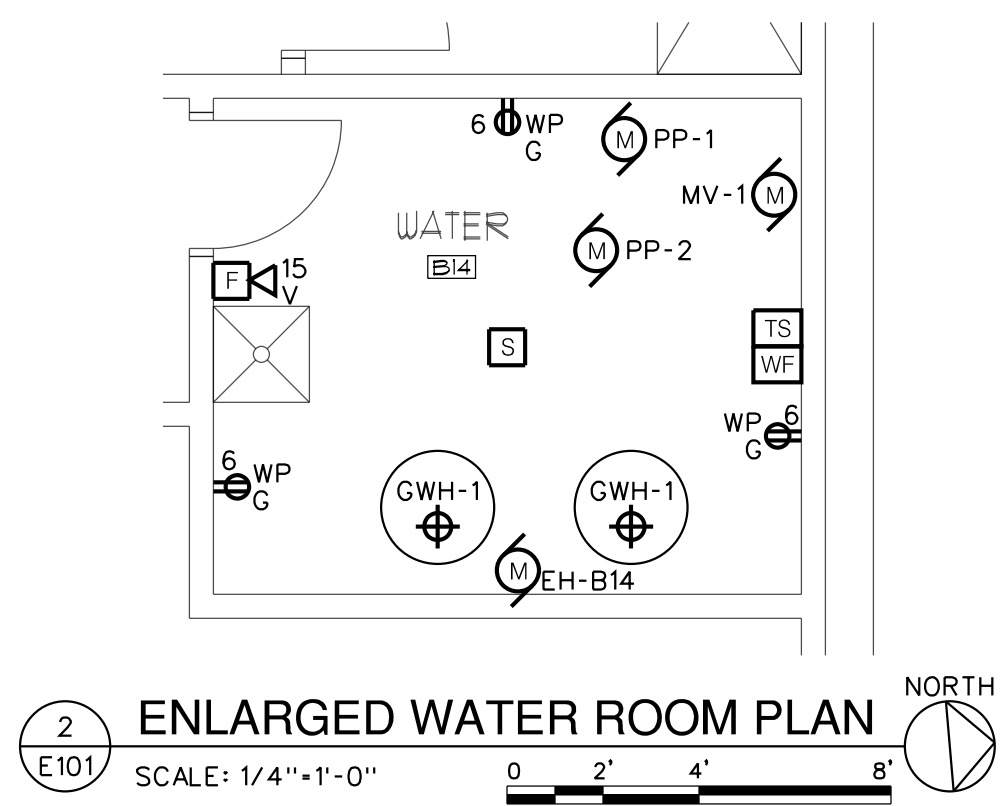 6 WP
G
M PP-1
MV-1 M
WATER
M PP-2
B14
F 15
V
S
TS
WF
WP 6
G
6 WP
G
GWH-1
GWH-1
M EH-B14
NORTH
2
ENLARGED WATER ROOM PLAN
E101
SCALE: 1/4"=1'-0"
0 2' 4' 8'